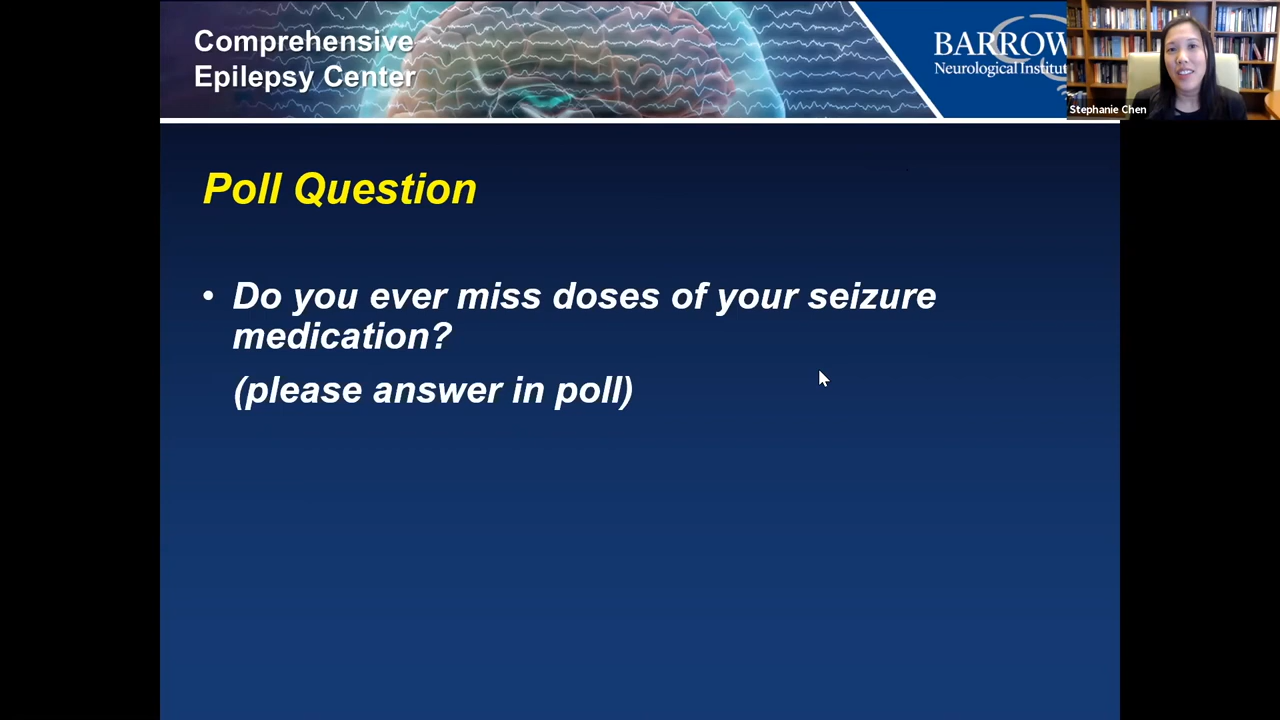 Comprehensive
Epilepsy Center
BARROW
Neurological Institut
Stephanie Chen
Poll Question
• Do you ever miss doses of your seizure
medication?
(please answer in poll)